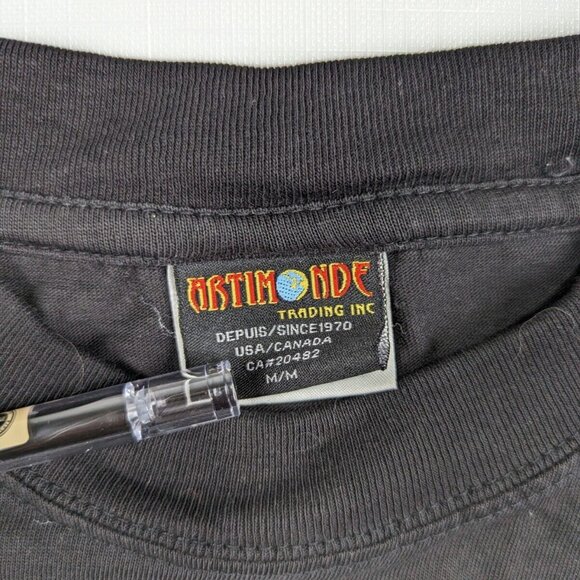 ARTIMONDE
TRADING INC
DEPUIS/SINCE1970
USA/CANADA
CA#20482
M/M